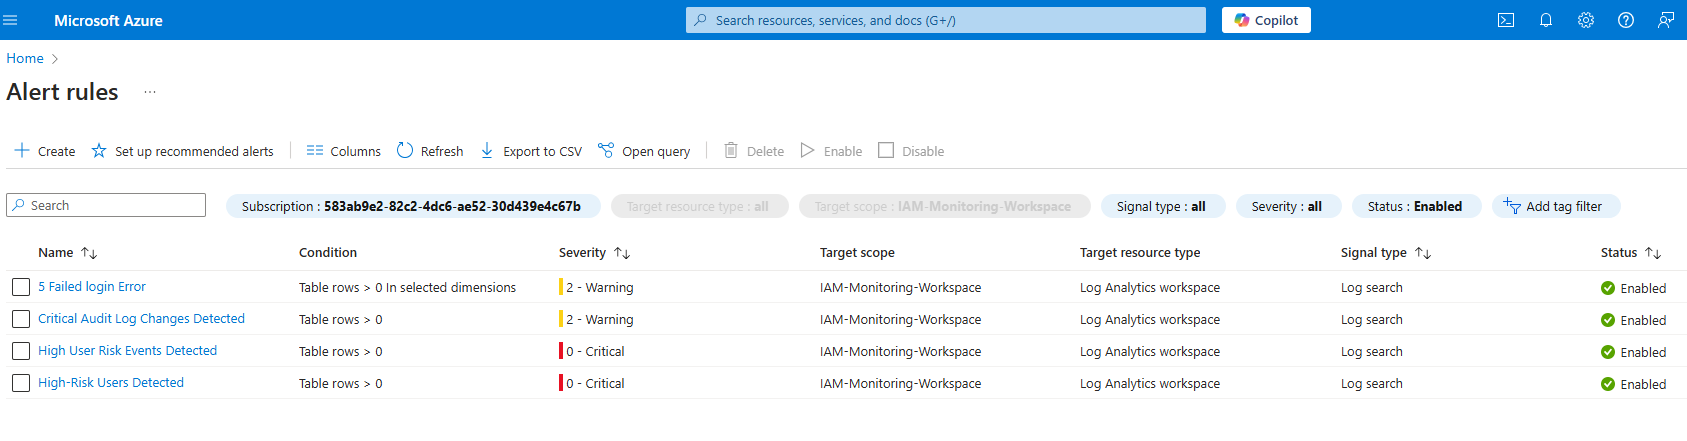 Microsoft Azure
Search resources, services, and docs (G+/)
Copilot
Home
Alert rules
...
Create
Set up recommended alerts
Columns
Refresh
Export to CSV
Open query
Delete
Enable
Disable
Search
Subscription : 583ab9e2-82c2-4dc6-ae52-30d439e4c67b
Target resource type : all
Target scope : IAM-Monitoring-Workspace
Signal type : all
Severity : all
Status : Enabled
Add tag filter
Name Condition Severity Target scope Target resource type Signal type Status
5 Failed login Error Table rows > 0 In selected dimensions 2 - Warning IAM-Monitoring-Workspace Log Analytics workspace Log search Enabled
Critical Audit Log Changes Detected Table rows > 0 2 - Warning IAM-Monitoring-Workspace Log Analytics workspace Log search Enabled
High User Risk Events Detected Table rows > 0 0 - Critical IAM-Monitoring-Workspace Log Analytics workspace Log search Enabled
High-Risk Users Detected Table rows > 0 0 - Critical IAM-Monitoring-Workspace Log Analytics workspace Log search Enabled